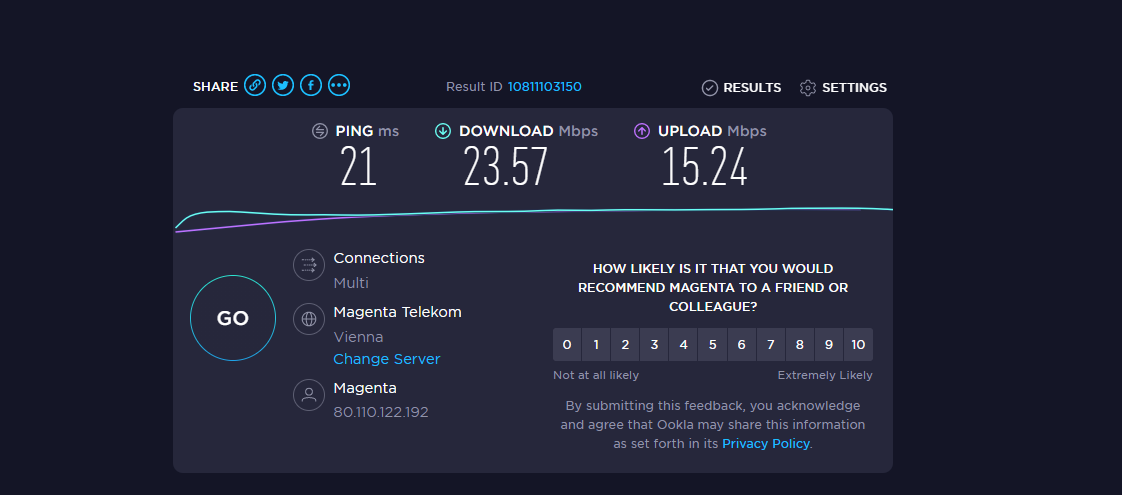 SHARE
Result ID 10811103150
RESULTS
SETTINGS
PING ms
21
DOWNLOAD Mbps
23.57
UPLOAD Mbps
15.24
GO
Connections
Multi
Magenta Telekom
Vienna
Change Server
Magenta
80.110.122.192
HOW LIKELY IS IT THAT YOU WOULD
RECOMMEND MAGENTA TO A FRIEND OR
COLLEAGUE?
0 1 2 3 4 5 6 7 8 9 10
Not at all likely
Extremely Likely
By submitting this feedback, you acknowledge
and agree that Ookla may share this information
as set forth in its Privacy Policy.